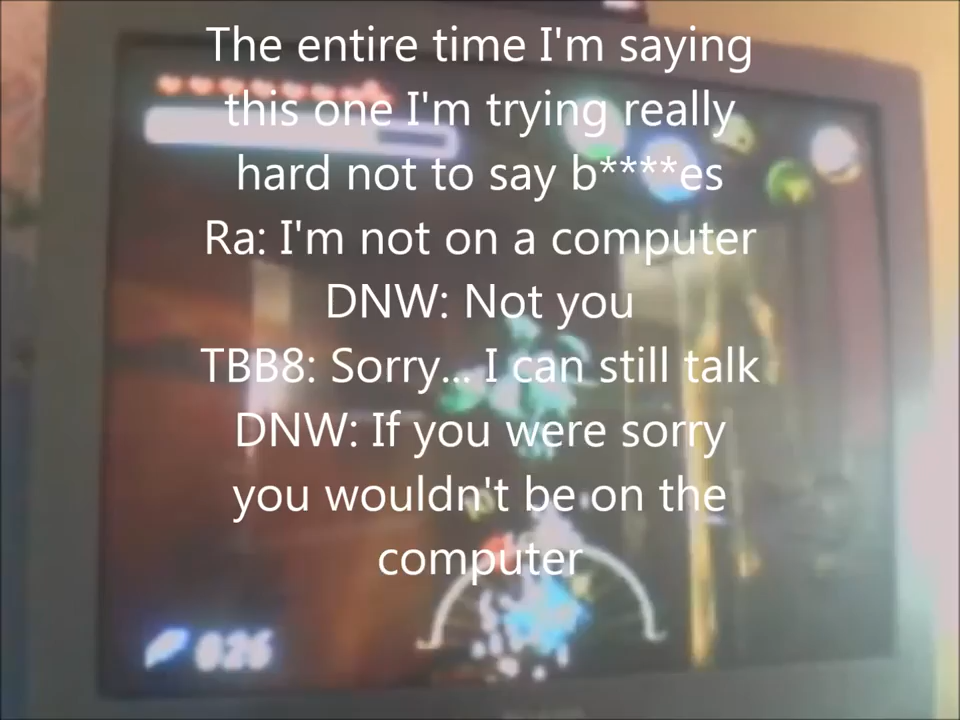 The entire time I'm saying
this one I'm trying really
hard not to say b****es
Ra: I'm not on a computer
DNW: Not you
TBB8: Sorry... I can still talk
DNW: If you were sorry
you wouldn't be on the
computer
026